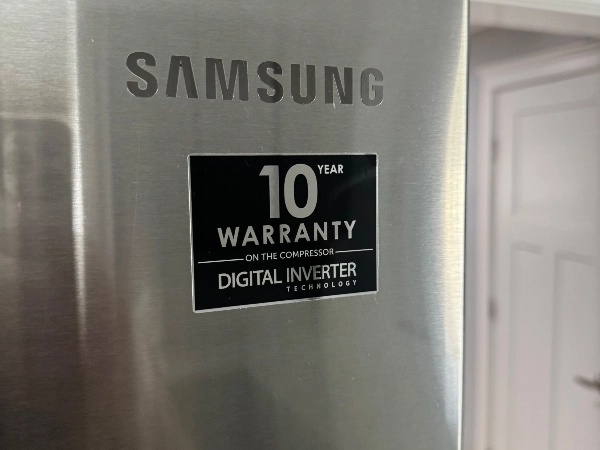 SAMSUNG
10 YEAR
WARRANTY
ON THE COMPRESSOR
DIGITAL INVERTER
TECHNOLOGY